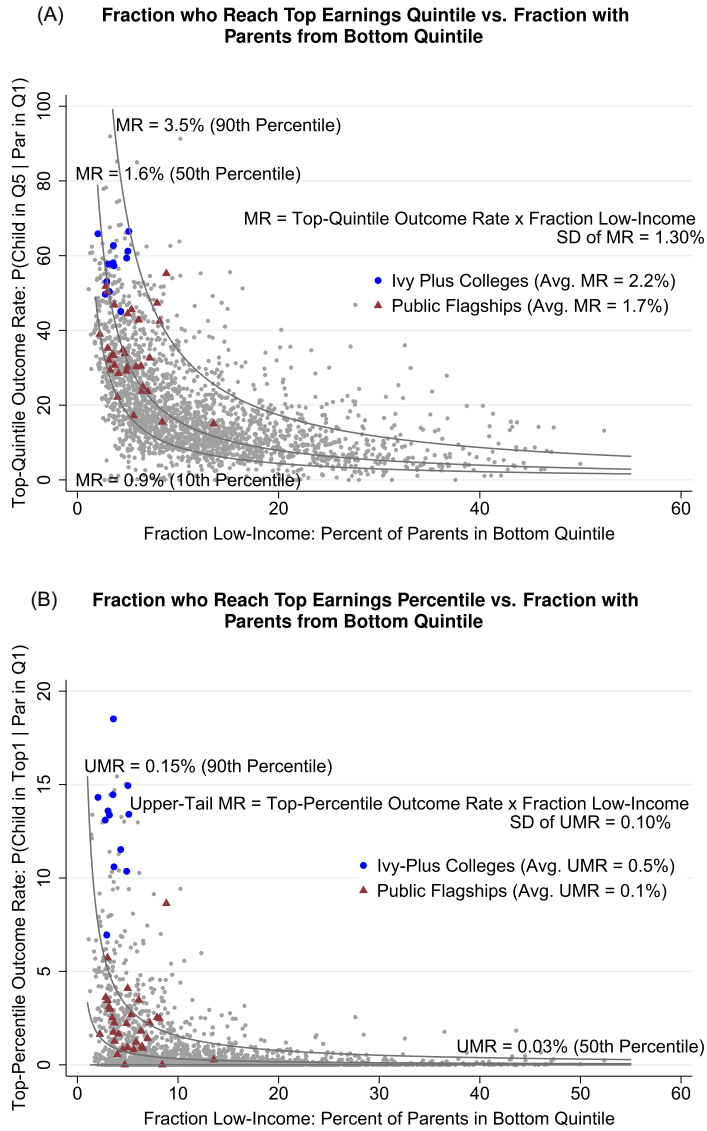 (A)
Fraction who Reach Top Earnings Quintile vs. Fraction with
Parents from Bottom Quintile
Top-Quintile Outcome Rate: P(Child in Q5 | Par in Q1)
100
80
60
40
20
0
MR = 3.5% (90th Percentile)
MR = 1.6% (50th Percentile)
MR = Top-Quintile Outcome Rate x Fraction Low-Income
SD of MR = 1.30%
Ivy Plus Colleges (Avg. MR = 2.2%)
Public Flagships (Avg. MR = 1.7%)
MR = 0.9% (10th Percentile)
0 20 40 60
Fraction Low-Income: Percent of Parents in Bottom Quintile
(B)
Fraction who Reach Top Earnings Percentile vs. Fraction with
Parents from Bottom Quintile
Top-Percentile Outcome Rate: P(Child in Top1 | Par in Q1)
20
15
10
5
0
UMR = 0.15% (90th Percentile)
Upper-Tail MR = Top-Percentile Outcome Rate x Fraction Low-Income
SD of UMR = 0.10%
Ivy-Plus Colleges (Avg. UMR = 0.5%)
Public Flagships (Avg. UMR = 0.1%)
UMR = 0.03% (50th Percentile)
0 10 20 30 40 50 60
Fraction Low-Income: Percent of Parents in Bottom Quintile